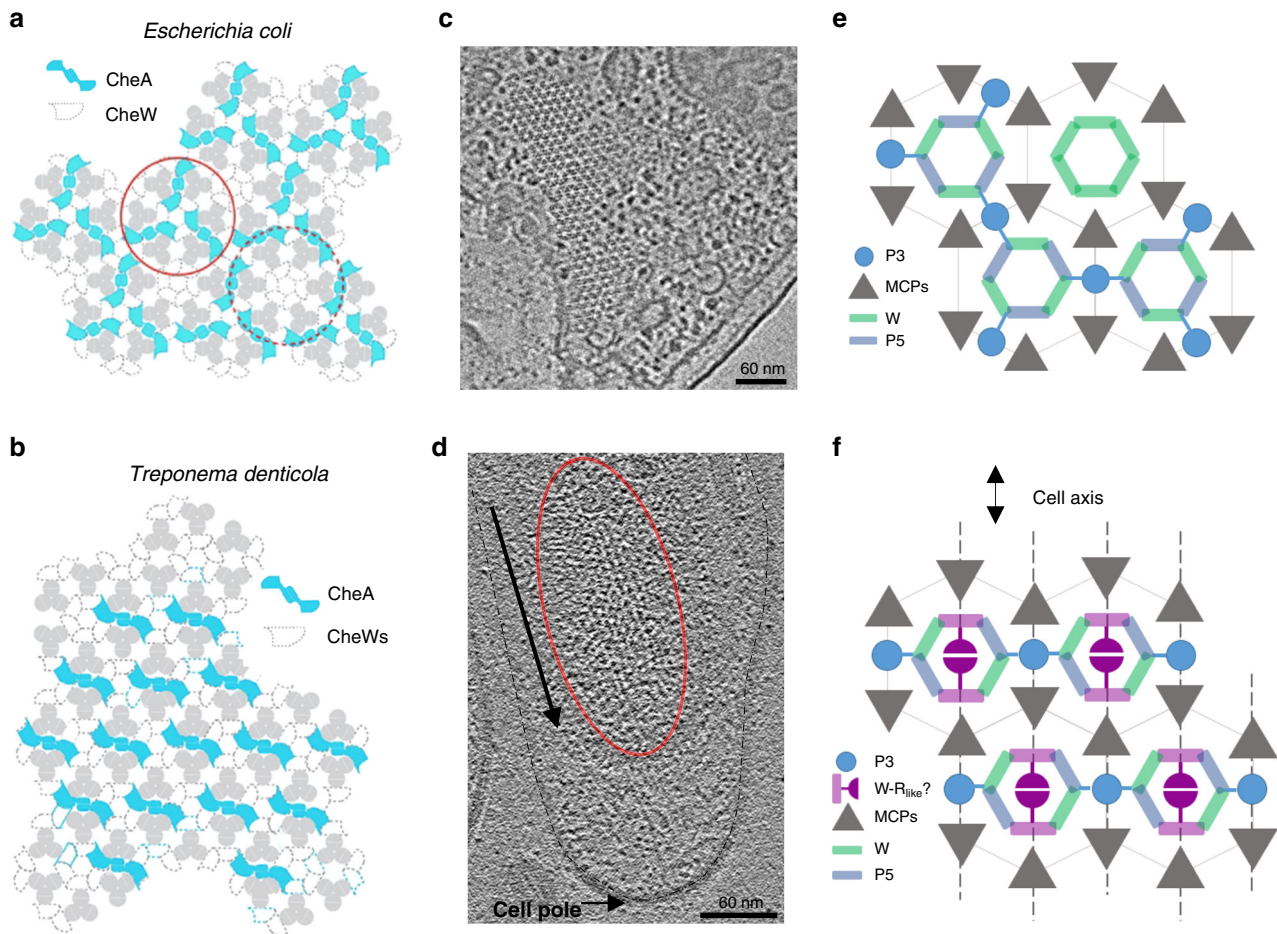 a
Escherichia coli
CheA
CheW
c
60 nm
e
P3
MCPs
W
P5
b
Treponema denticola
CheA
CheWs
d
Cell pole
60 nm
f
Cell axis
P3
W-Rlike?
MCPs
W
P5